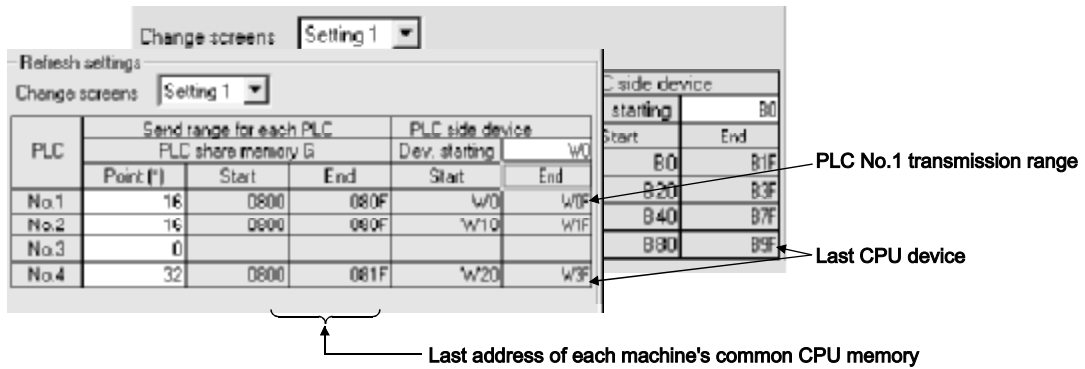 Change screens Setting 1
Refresh settings
Change screens Setting 1
PLC Send range for each PLC PLC side device
PLC share memory G Dev. starting W0
Point (*) Start End Start End
No.1 16 0800 080F W0 W0F
No.2 16 0800 080F W10 W1F
No.3 0
No.4 32 0800 081F W20 W3F
C side device
starting B0
Start End
B0 B1F
B20 B3F
B40 B7F
B80 B9F
PLC No.1 transmission range
Last CPU device
Last address of each machine's common CPU memory